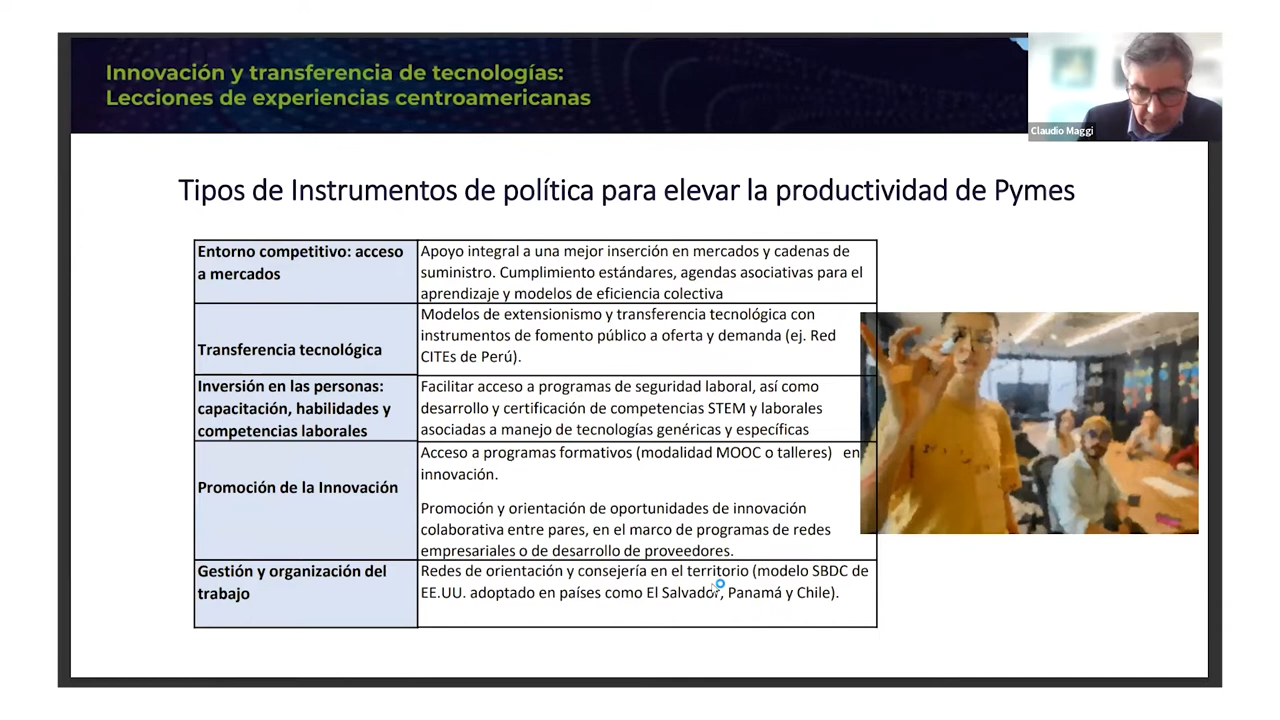 Innovación y transferencia de tecnologías:
Lecciones de experiencias centroamericanas
Claudio Maggi
Tipos de Instrumentos de política para elevar la productividad de Pymes
Entorno competitivo: acceso
a mercados
Apoyo integral a una mejor inserción en mercados y cadenas de
suministro. Cumplimiento estándares, agendas asociativas para el
aprendizaje y modelos de eficiencia colectiva
Transferencia tecnológica
Modelos de extensionismo y transferencia tecnológica con
instrumentos de fomento público a oferta y demanda (ej. Red
CITEs de Perú).
Inversión en las personas:
capacitación, habilidades y
competencias laborales
Facilitar acceso a programas de seguridad laboral, así como
desarrollo y certificación de competencias STEM y laborales
asociadas a manejo de tecnologías genéricas y específicas
Promoción de la Innovación
Acceso a programas formativos (modalidad MOOC o talleres) en
innovación.
Promoción y orientación de oportunidades de innovación
colaborativa entre pares, en el marco de programas de redes
empresariales o de desarrollo de proveedores.
Gestión y organización del
trabajo
Redes de orientación y consejería en el territorio (modelo SBDC de
EE.UU. adoptado en países como El Salvador, Panamá y Chile).